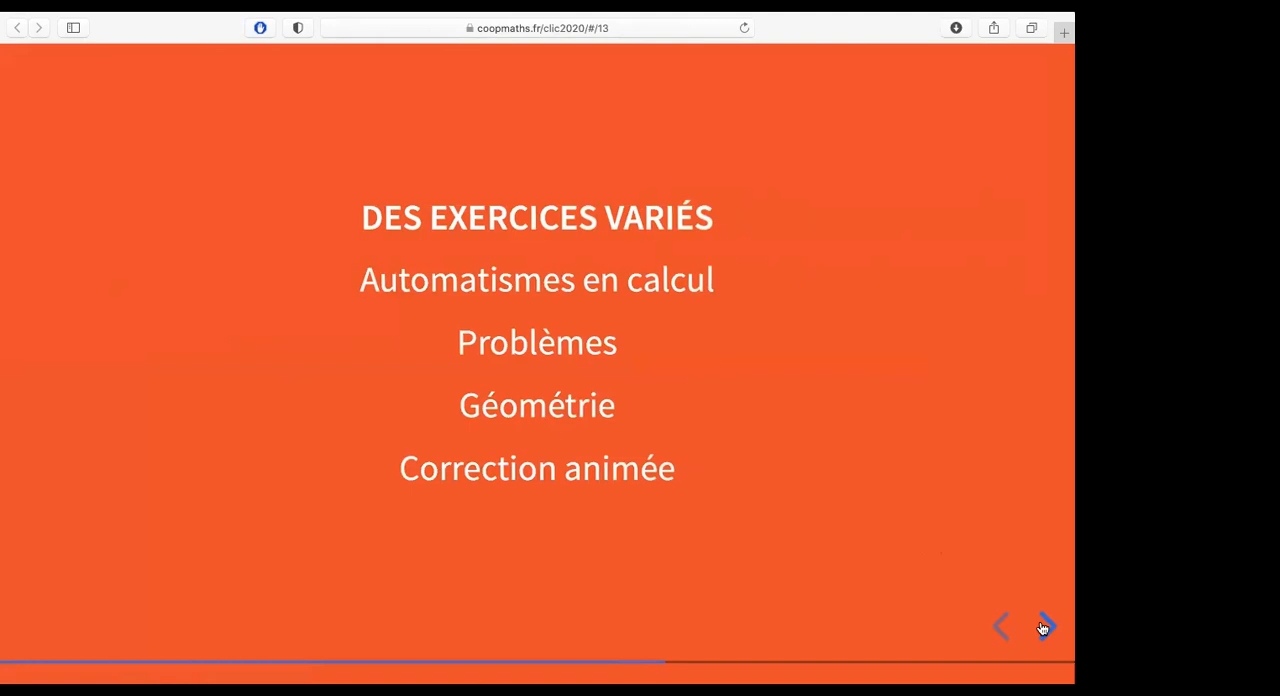 coopmaths.fr/clic2020/#/13
DES EXERCICES VARIÉS
Automatismes en calcul
Problèmes
Géométrie
Correction animée